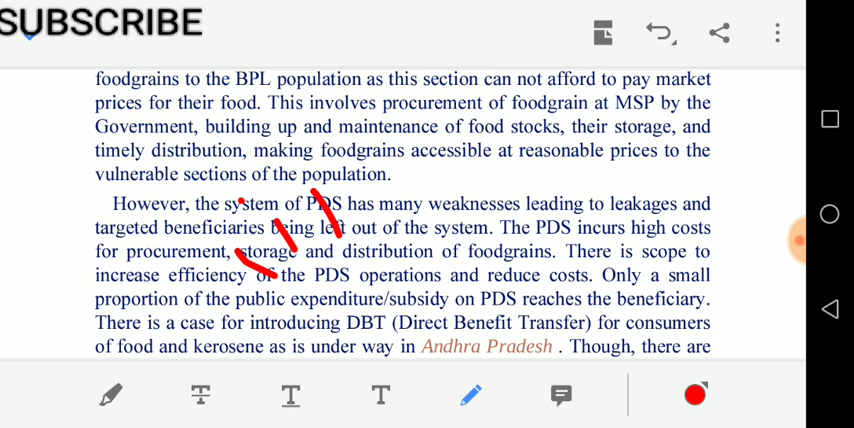 SUBSCRIBE
foodgrains to the BPL population as this section can not afford to pay market
prices for their food. This involves procurement of foodgrain at MSP by the
Government, building up and maintenance of food stocks, their storage, and
timely distribution, making foodgrains accessible at reasonable prices to the
vulnerable sections of the population.
However, the system of PDS has many weaknesses leading to leakages and
targeted beneficiaries being left out of the system. The PDS incurs high costs
for procurement, storage and distribution of foodgrains. There is scope to
increase efficiency of the PDS operations and reduce costs. Only a small
proportion of the public expenditure/subsidy on PDS reaches the beneficiary.
There is a case for introducing DBT (Direct Benefit Transfer) for consumers
of food and kerosene as is under way in Andhra Pradesh . Though, there are